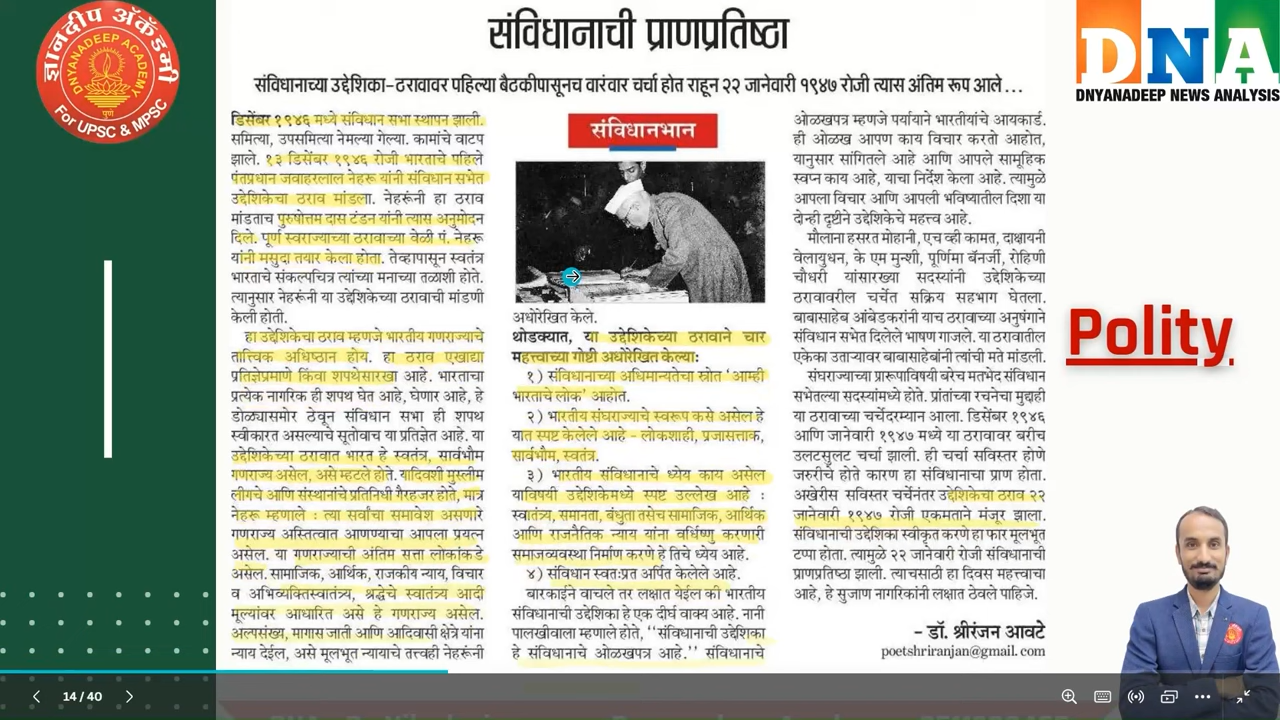 ज्ञानदीप अ‍ॅकॅडमी
DNYANADEEP ACADEMY
पुणे
For UPSC & MPSC
संविधानाची प्राणप्रतिष्ठा
संविधानाच्या उद्देशिका-ठरावावर पहिल्या बैठकीपासूनच वारंवार चर्चा होत राहून २२ जानेवारी १९४७ रोजी त्यास अंतिम रूप आले...
डिसेंबर १९४६ मध्ये संविधान सभा स्थापन झाली.
समित्या, उपसमित्या नेमल्या गेल्या. कामांचे वाटप
झाले. १३ डिसेंबर १९४६ रोजी भारताचे पहिले
पंतप्रधान जवाहरलाल नेहरू यांनी संविधान सभेत
उद्देशिकेचा ठराव मांडला. नेहरूंनी हा ठराव
मांडताच पुरुषोत्तम दास टंडन यांनी त्यास अनुमोदन
दिले. पूर्ण स्वराज्याच्या ठरावाच्या वेळी पं. नेहरू
यांनी मसुदा तयार केला होता. तेव्हापासून स्वतंत्र
भारताचे संकल्पचित्र त्यांच्या मनाच्या तळाशी होते.
त्यानुसार नेहरूंनी या उद्देशिकेच्या ठरावाची मांडणी
केली होती.
हा उद्देशिकेचा ठराव म्हणजे भारतीय गणराज्याचे
तात्त्विक अधिष्ठान होय. हा ठराव एखाद्या
प्रतिज्ञेप्रमाणे किंवा शपथेसारखा आहे. भारताचा
प्रत्येक नागरिक ही शपथ घेत आहे, घेणार आहे, हे
डोळ्यासमोर ठेवून संविधान सभा ही शपथ
स्वीकारत असल्याचे सूतोवाच या प्रतिज्ञेत आहे. या
उद्देशिकेच्या ठरावात भारत हे स्वतंत्र, सार्वभौम
गणराज्य असेल, असे म्हटले होते. यादिवशी मुस्लीम
लीगचे आणि संस्थानांचे प्रतिनिधी गैरहजर होते, मात्र
नेहरू म्हणाले : त्या सर्वांचा समावेश असणारे
गणराज्य अस्तित्वात आणण्याचा आपला प्रयत्न
असेल. या गणराज्याची अंतिम सत्ता लोकांकडे
असेल. सामाजिक, आर्थिक, राजकीय न्याय, विचार
व अभिव्यक्तिस्वातंत्र्य, श्रद्धेचे स्वातंत्र्य आदी
मूल्यांवर आधारित असे हे गणराज्य असेल.
अल्पसंख्य, मागास जाती आणि आदिवासी क्षेत्रे यांना
न्याय देईल, असे मूलभूत न्यायाचे तत्त्वही नेहरूंनी
संविधानभान
अधोरेखित केले.
थोडक्यात, या उद्देशिकेच्या ठरावाने चार
महत्त्वाच्या गोष्टी अधोरेखित केल्या:
१) संविधानाच्या अधिमान्यतेचा स्रोत 'आम्ही
भारताचे लोक' आहोत.
२) भारतीय संघराज्याचे स्वरूप कसे असेल हे
यात स्पष्ट केलेले आहे - लोकशाही, प्रजासत्ताक,
सार्वभौम, स्वतंत्र.
३) भारतीय संविधानाचे ध्येय काय असेल
याविषयी उद्देशिकेमध्ये स्पष्ट उल्लेख आहे :
स्वातंत्र्य, समानता, बंधुता तसेच सामाजिक, आर्थिक
आणि राजनैतिक न्याय यांना वर्धिष्णु करणारी
समाजव्यवस्था निर्माण करणे हे तिचे ध्येय आहे.
४) संविधान स्वतःप्रत अर्पित केलेले आहे.
बारकाईने वाचले तर लक्षात येईल की भारतीय
संविधानाची उद्देशिका हे एक दीर्घ वाक्य आहे. नानी
पालखीवाला म्हणाले होते, ''संविधानाची उद्देशिका
हे संविधानाचे ओळखपत्र आहे.'' संविधानाचे
ओळखपत्र म्हणजे पर्यायाने भारतीयांचे आयकार्ड.
ही ओळख आपण काय विचार करतो आहोत,
यानुसार सांगितले आहे आणि आपले सामूहिक
स्वप्न काय आहे, याचा निर्देश केला आहे. त्यामुळे
आपला विचार आणि आपली भविष्यातील दिशा या
दोन्ही दृष्टीने उद्देशिकेचे महत्त्व आहे.
मौलाना हसरत मोहानी, एच व्ही कामत, दाक्षायनी
वेलायुधन, के एम मुन्शी, पूर्णिमा बॅनर्जी, रोहिणी
चौधरी यांसारख्या सदस्यांनी उद्देशिकेच्या
ठरावावरील चर्चेत सक्रिय सहभाग घेतला.
बाबासाहेब आंबेडकरांनी याच ठरावाच्या अनुषंगाने
संविधान सभेत दिलेले भाषण गाजले. या ठरावातील
एकेका उताऱ्यावर बाबासाहेबांनी त्यांची मते मांडली.
संघराज्याच्या प्रारूपाविषयी बरेच मतभेद संविधान
सभेतल्या सदस्यांमध्ये होते. प्रांतांच्या रचनेचा मुद्दाही
या ठरावाच्या चर्चेदरम्यान आला. डिसेंबर १९४६
आणि जानेवारी १९४७ मध्ये या ठरावावर बरीच
उलटसुलट चर्चा झाली. ही चर्चा सविस्तर होणे
जरुरीचे होते कारण हा संविधानाचा प्राण होता.
अखेरीस सविस्तर चर्चेनंतर उद्देशिकेचा ठराव २२
जानेवारी १९४७ रोजी एकमताने मंजूर झाला.
संविधानाची उद्देशिका स्वीकृत करणे हा फार मूलभूत
टप्पा होता. त्यामुळे २२ जानेवारी रोजी संविधानाची
प्राणप्रतिष्ठा झाली. त्याचसाठी हा दिवस महत्त्वाचा
आहे, हे सुजाण नागरिकांनी लक्षात ठेवले पाहिजे.
- डॉ. श्रीरंजन आवटे
poetshriranjan@gmail.com
DNA
DNYANADEEP NEWS ANALYSIS
Polity
14 / 40